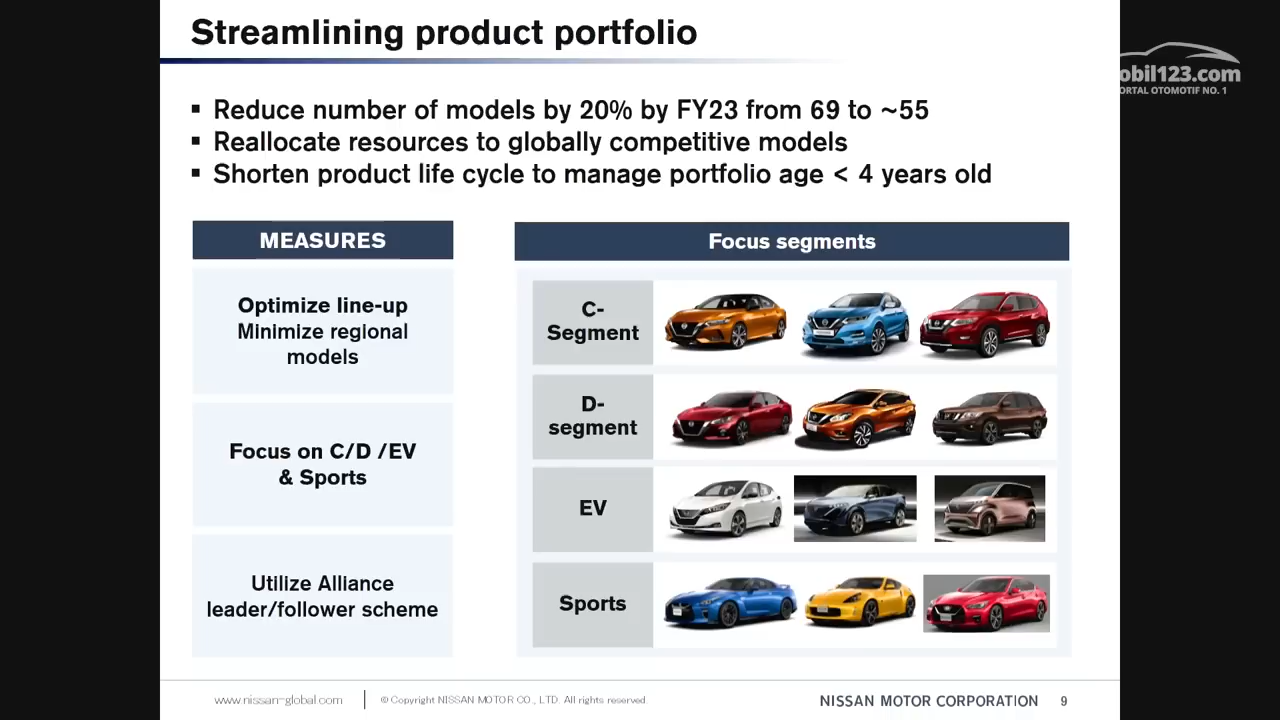 Streamlining product portfolio
obil123.com
PORTAL OTOMOTIF NO. 1
▪ Reduce number of models by 20% by FY23 from 69 to ~55
▪ Reallocate resources to globally competitive models
▪ Shorten product life cycle to manage portfolio age < 4 years old
MEASURES
Optimize line-up
Minimize regional
models
Focus on C/D /EV
& Sports
Utilize Alliance
leader/follower scheme
Focus segments
C-
Segment
D-
segment
EV
Sports
www.nissan-global.com
© Copyright NISSAN MOTOR CO., LTD. All rights reserved.
NISSAN MOTOR CORPORATION 9